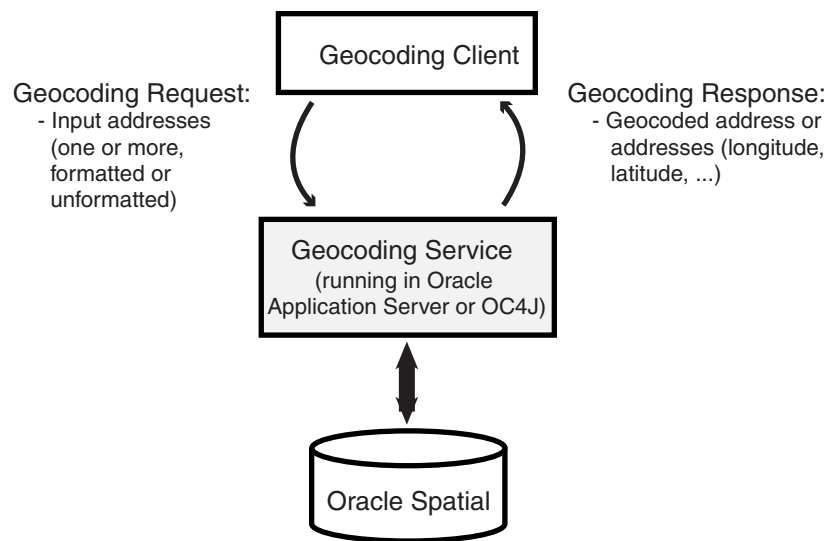 Geocoding Client
Geocoding Request:
- Input addresses
(one or more,
formatted or
unformatted)
Geocoding Response:
- Geocoded address or
addresses (longitude,
latitude, ...)
Geocoding Service
(running in Oracle
Application Server or OC4J)
Oracle Spatial